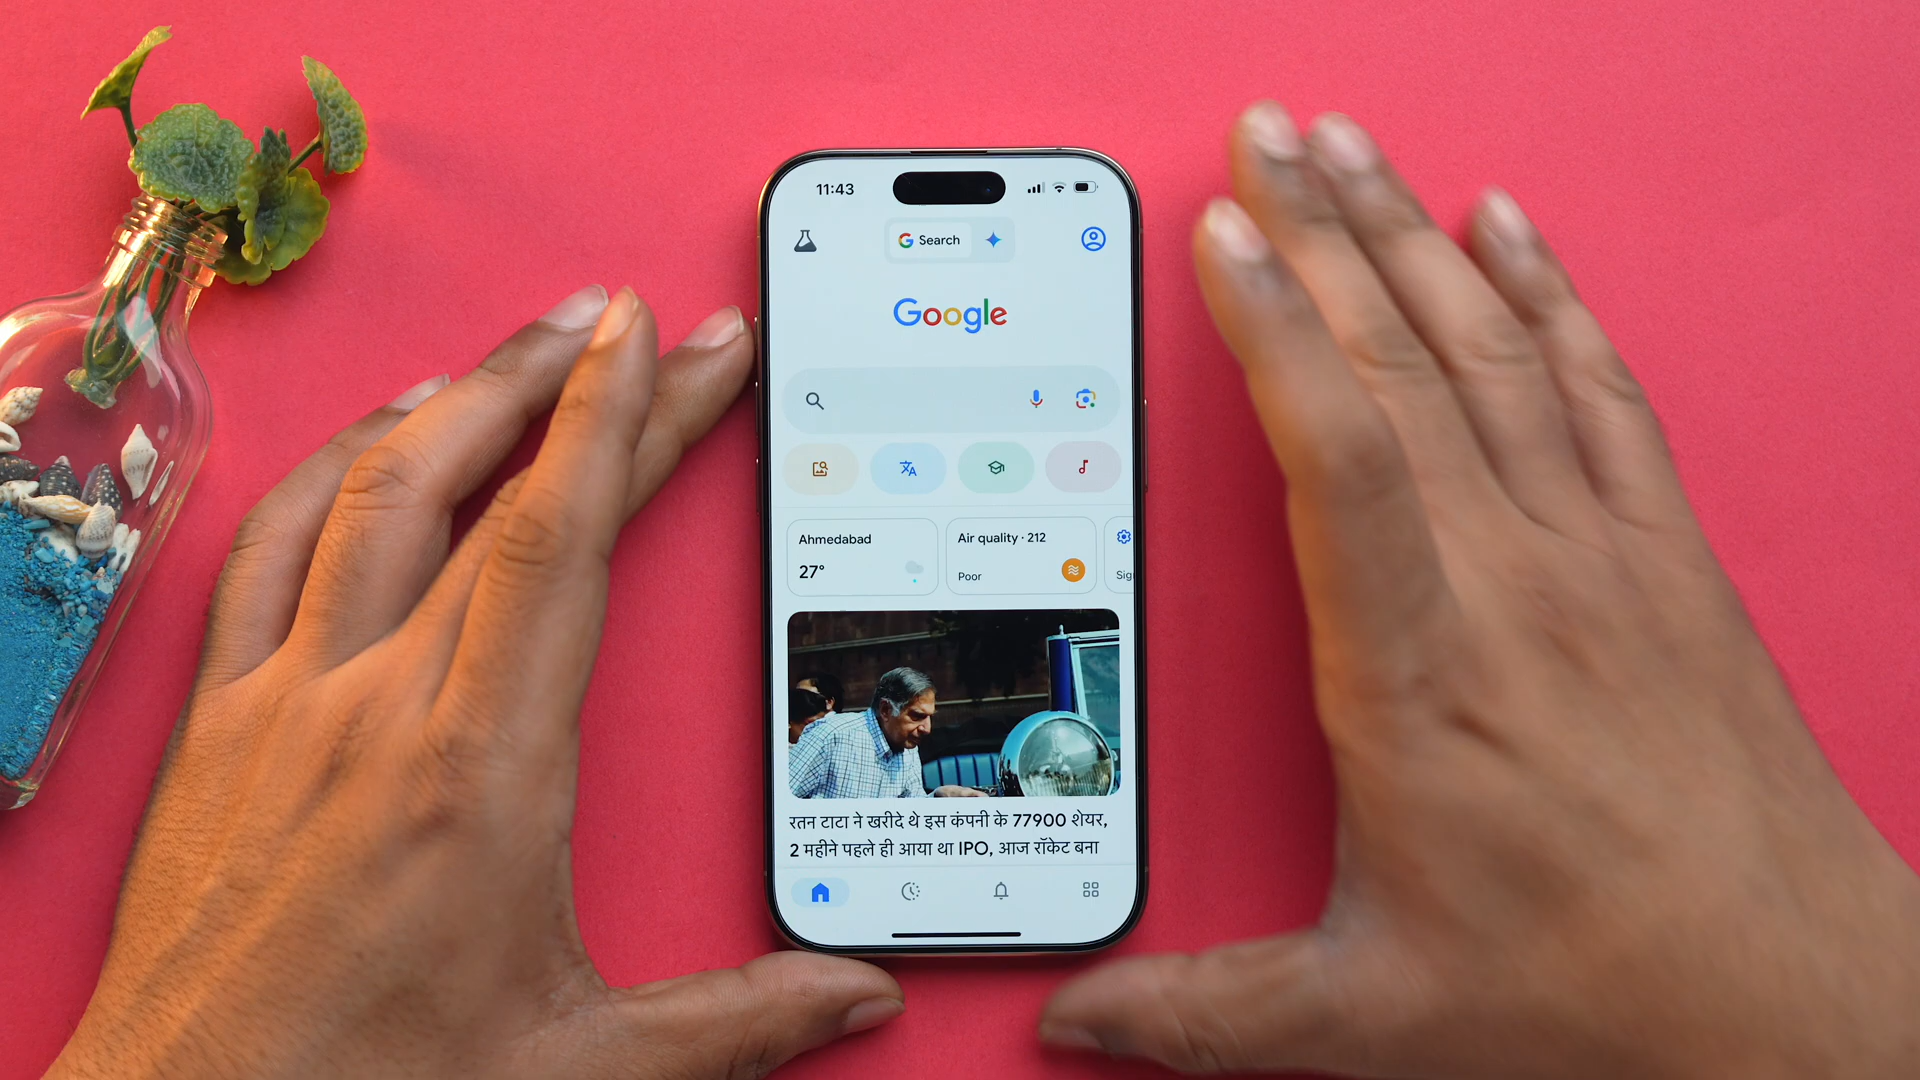 11:43
Search
Google
Ahmedabad
27°
Air quality · 212
Poor
Sig
रतन टाटा ने खरीदे थे इस कंपनी के 77900 शेयर,
2 महीने पहले ही आया था IPO, आज रॉकेट बना